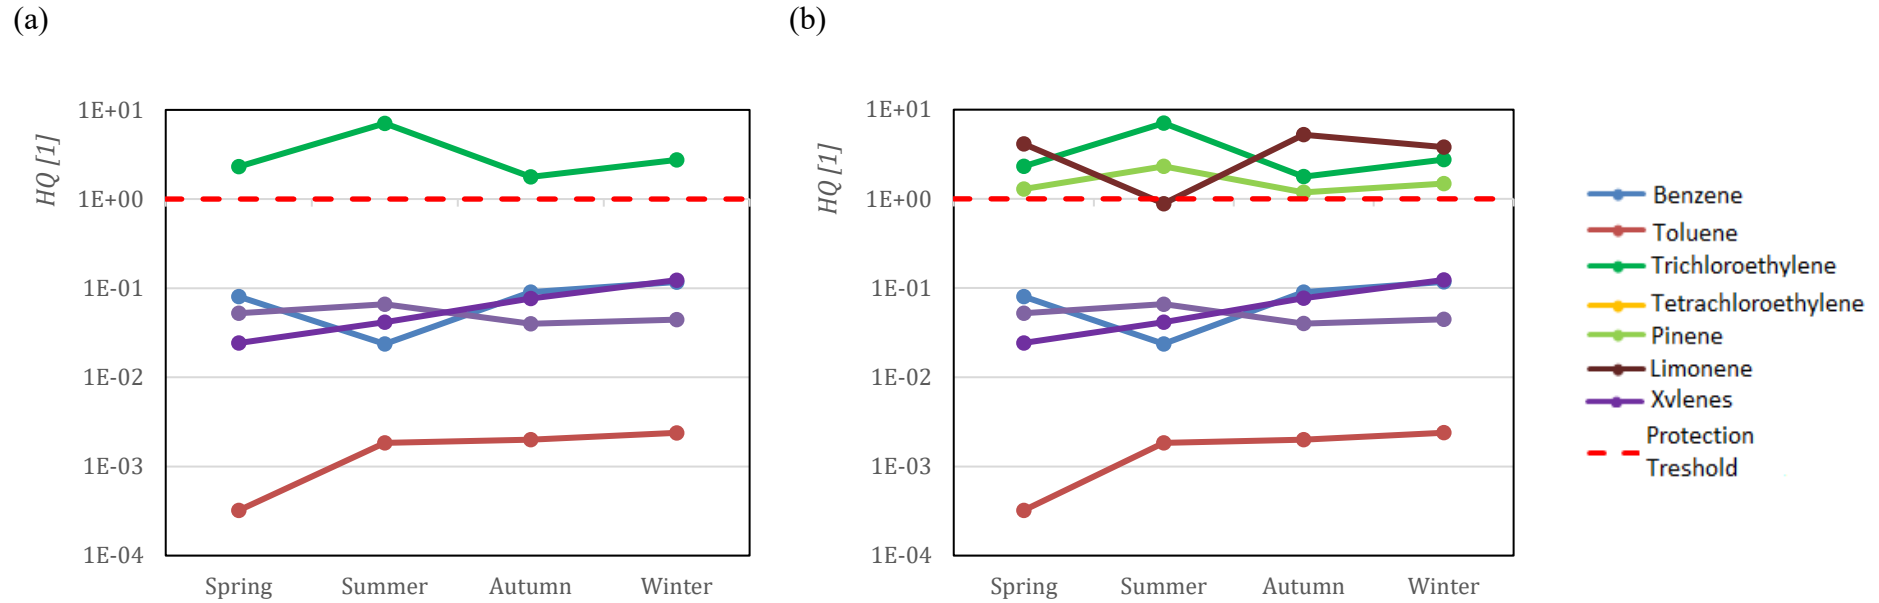 (a)
HQ [1]
1E+01
1E+00
1E-01
1E-02
1E-03
1E-04
Spring Summer Autumn Winter
(b)
HQ [1]
1E+01
1E+00
1E-01
1E-02
1E-03
1E-04
Spring Summer Autumn Winter
Benzene
Toluene
Trichloroethylene
Tetrachloroethylene
Pinene
Limonene
Xvlenes
Protection
Treshold